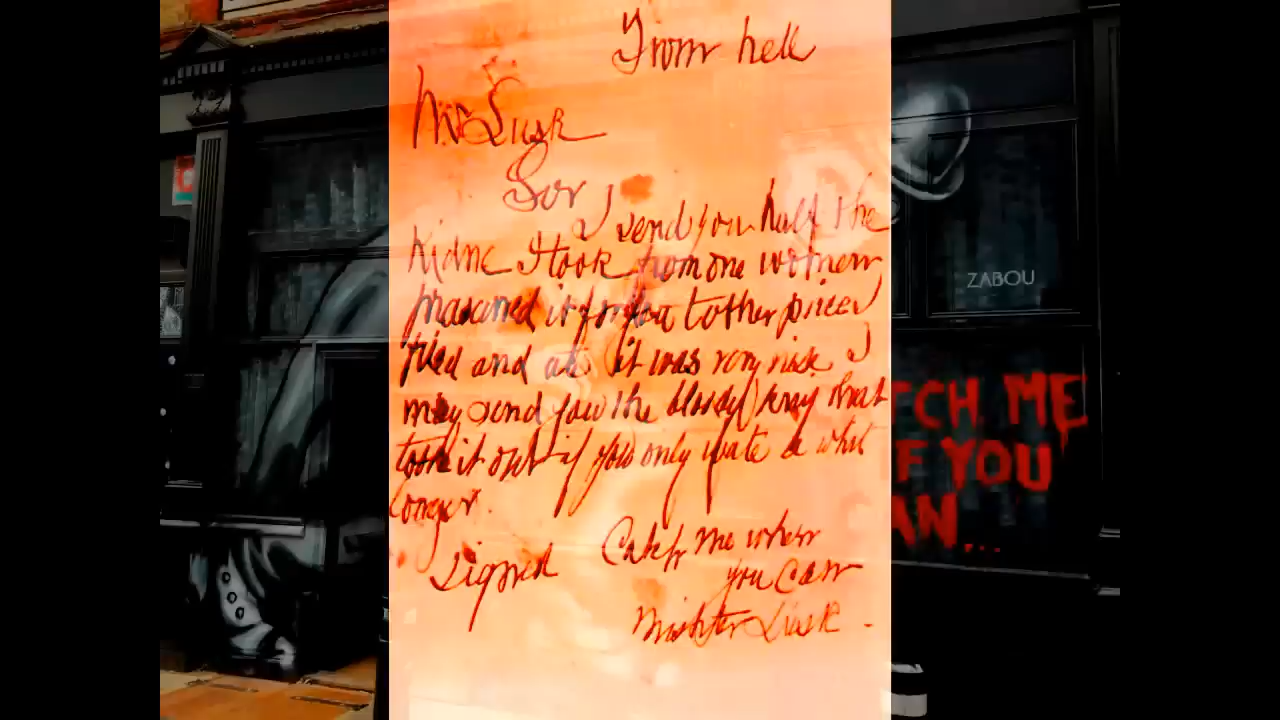 From hell
Mr Lusk
Sor
I send you half the
Kidne I took from one women
prasarved it for you tother piece I
fried and ate it was very nise I
may send you the bloody knif that
took it out if you only wate a whil
longer.
signed
Catch me when
you Can
Mishter Lusk.
ZABOU
TCH ME
F YOU
AN...